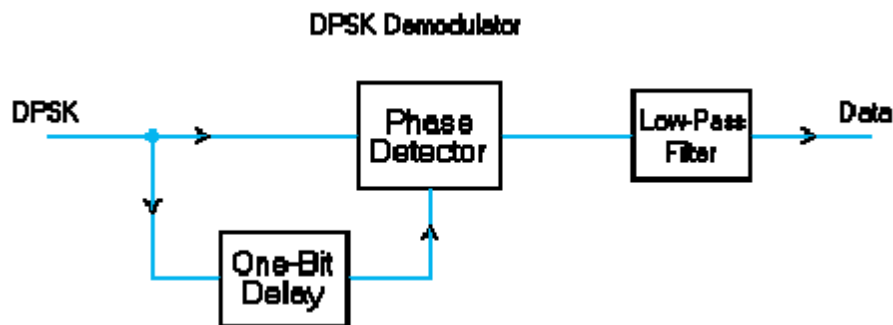 DPSK Demodulator
DPSK
Phase
Detector
Low-Pass
Filter
Data
One-Bit
Delay